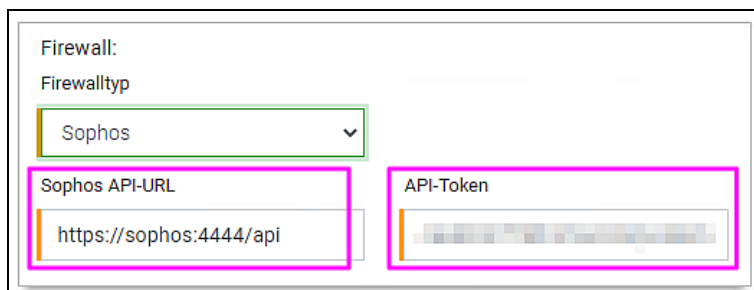 Firewall:
Firewalltyp
Sophos
Sophos API-URL
API-Token
https://sophos:4444/api